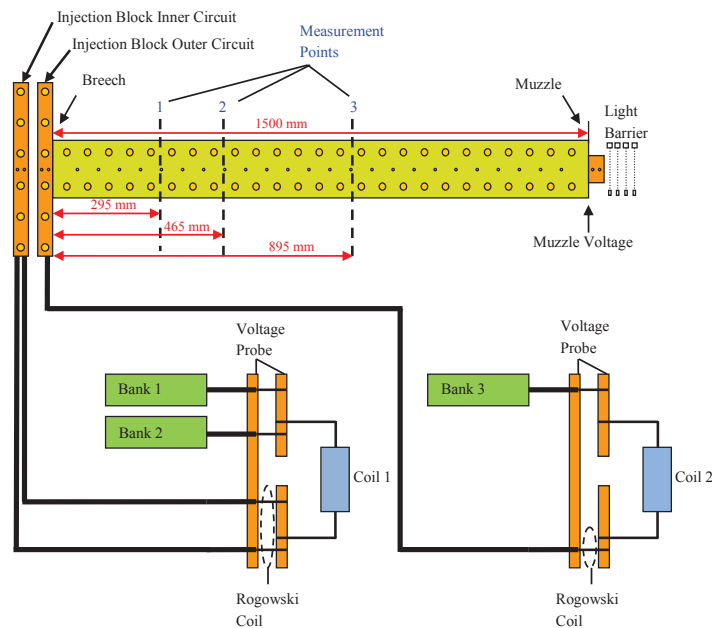 Injection Block Inner Circuit
Injection Block Outer Circuit
Measurement
Points
Breech
Muzzle
Light
Barrier
1
2
3
1500 mm
295 mm
465 mm
895 mm
Muzzle Voltage
Voltage
Probe
Voltage
Probe
Bank 1
Bank 2
Bank 3
Coil 1
Coil 2
Rogowski
Coil
Rogowski
Coil